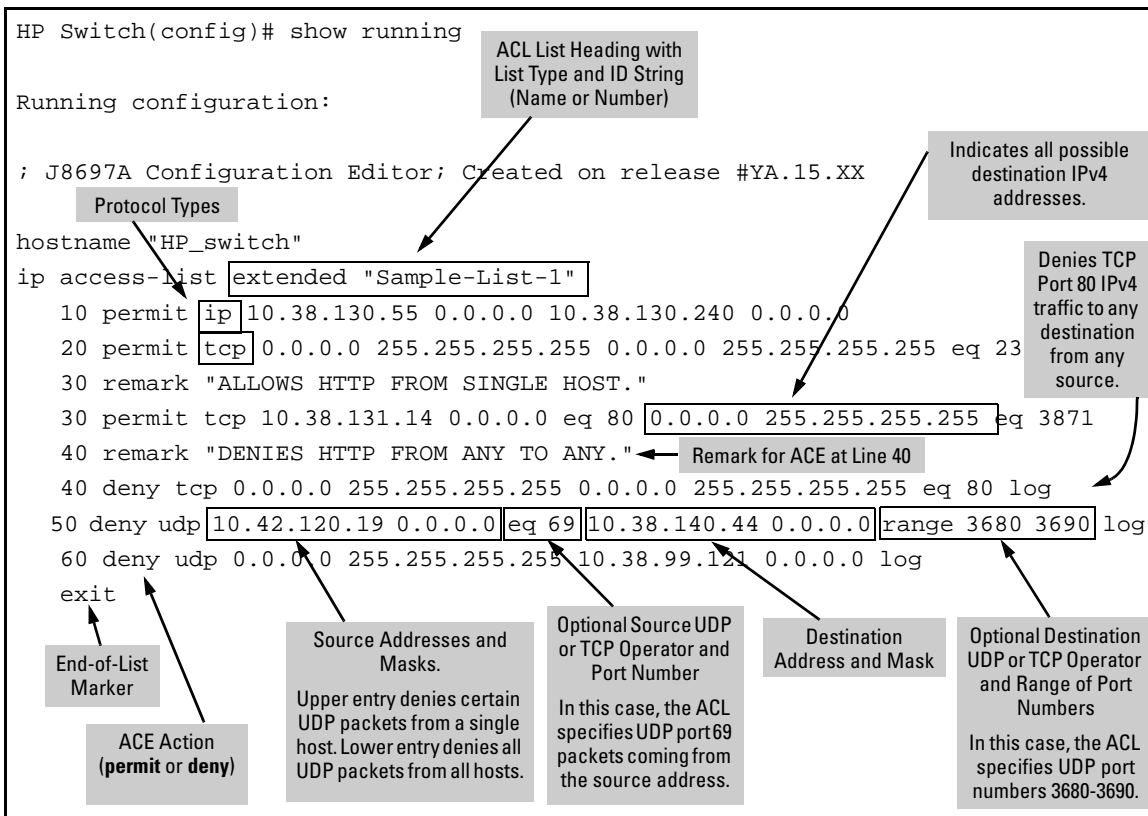 HP Switch(config)# show running
ACL List Heading with
List Type and ID String
(Name or Number)
Running configuration:
Indicates all possible
destination IPv4
addresses.
; J8697A Configuration Editor; Created on release #YA.15.XX
Protocol Types
hostname "HP_switch"
ip access-list extended "Sample-List-1"
Denies TCP
Port 80 IPv4
traffic to any
destination
from any
source.
10 permit ip 10.38.130.55 0.0.0.0 10.38.130.240 0.0.0.0
20 permit tcp 0.0.0.0 255.255.255.255 0.0.0.0 255.255.255.255 eq 23
30 remark "ALLOWS HTTP FROM SINGLE HOST."
30 permit tcp 10.38.131.14 0.0.0.0 eq 80 0.0.0.0 255.255.255.255 eq 3871
40 remark "DENIES HTTP FROM ANY TO ANY."
Remark for ACE at Line 40
40 deny tcp 0.0.0.0 255.255.255.255 0.0.0.0 255.255.255.255 eq 80 log
50 deny udp 10.42.120.19 0.0.0.0 eq 69 10.38.140.44 0.0.0.0 range 3680 3690 log
60 deny udp 0.0.0.0 255.255.255.255 10.38.99.121 0.0.0.0 log
exit
End-of-List
Marker
ACE Action
(permit or deny)
Source Addresses and
Masks.
Upper entry denies certain
UDP packets from a single
host. Lower entry denies all
UDP packets from all hosts.
Optional Source UDP
or TCP Operator and
Port Number
In this case, the ACL
specifies UDP port 69
packets coming from
the source address.
Destination
Address and Mask
Optional Destination
UDP or TCP Operator
and Range of Port
Numbers
In this case, the ACL
specifies UDP port
numbers 3680-3690.